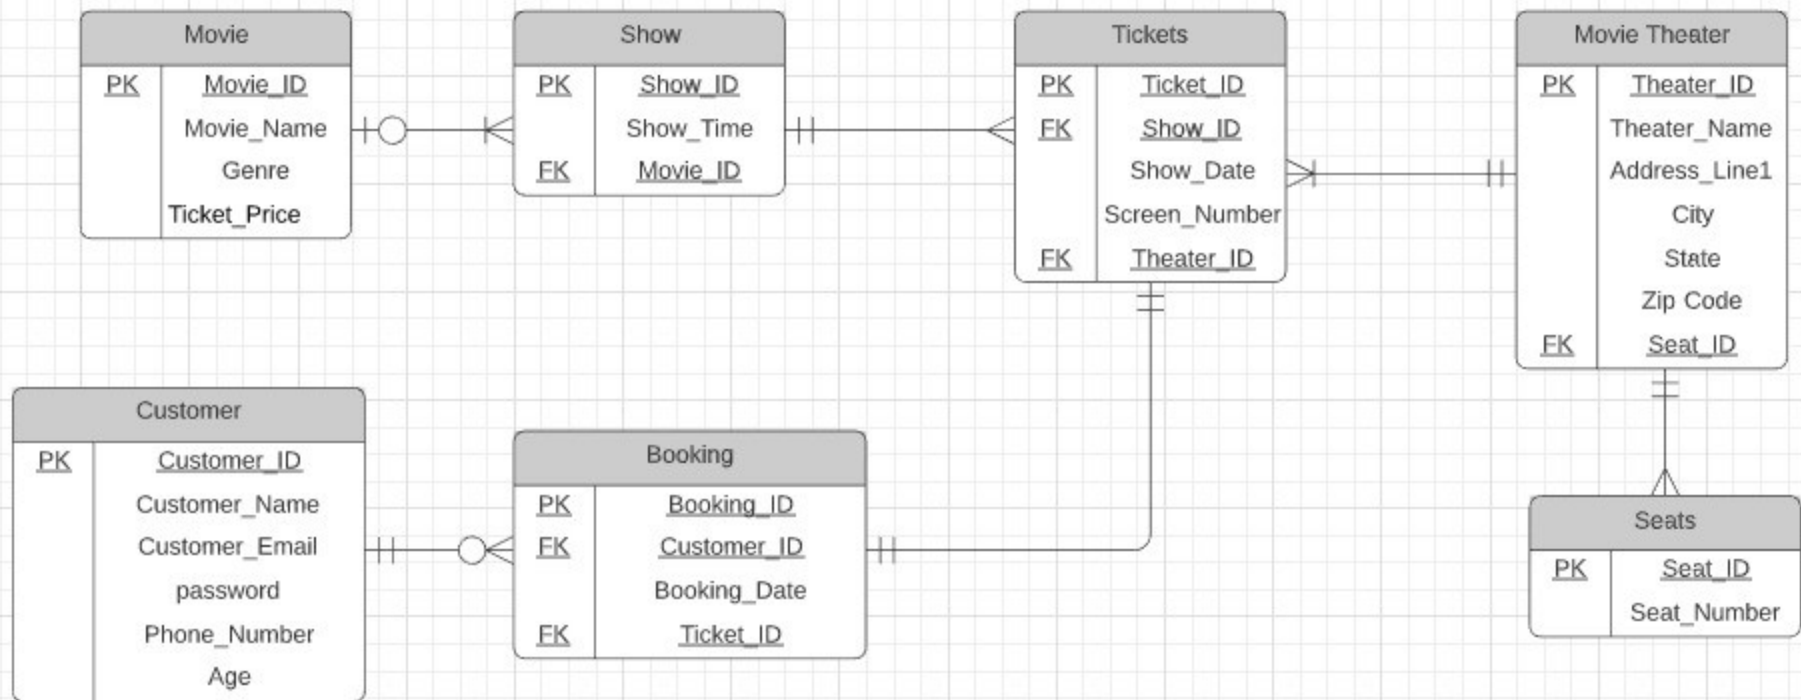 Movie
PK Movie_ID
Movie_Name
Genre
Ticket_Price
Show
PK Show_ID
Show_Time
FK Movie_ID
Tickets
PK Ticket_ID
FK Show_ID
Show_Date
Screen_Number
FK Theater_ID
Movie Theater
PK Theater_ID
Theater_Name
Address_Line1
City
State
Zip Code
FK Seat_ID
Customer
PK Customer_ID
Customer_Name
Customer_Email
password
Phone_Number
Age
Booking
PK Booking_ID
FK Customer_ID
Booking_Date
FK Ticket_ID
Seats
PK Seat_ID
Seat_Number